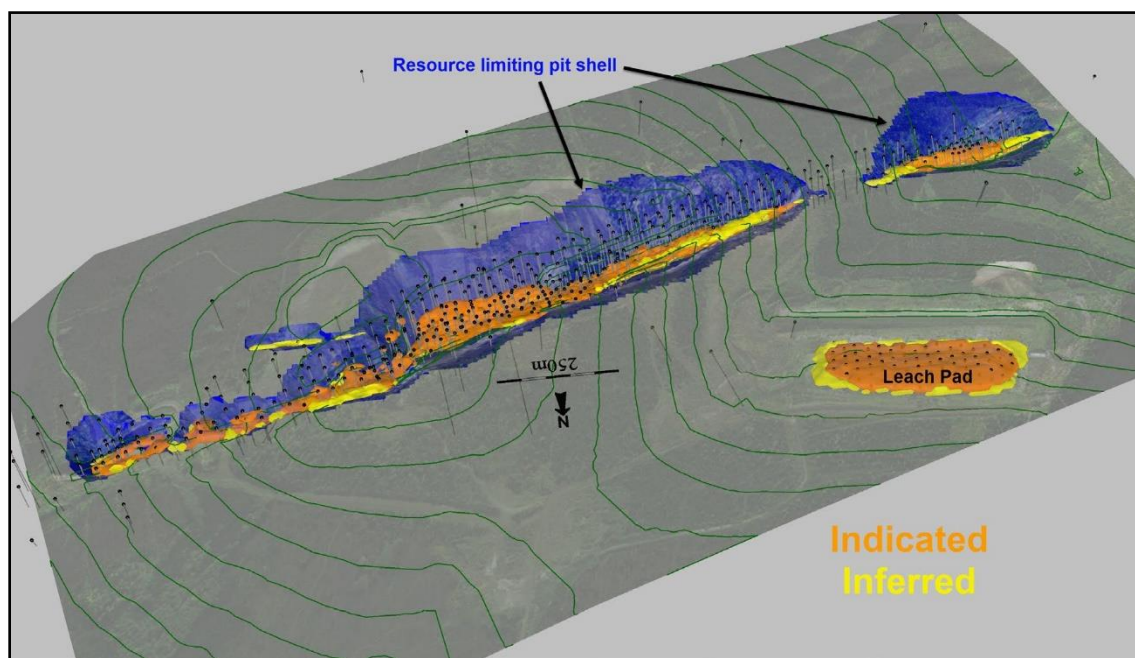 Resource limiting pit shell
250m
N
Leach Pad
Indicated
Inferred